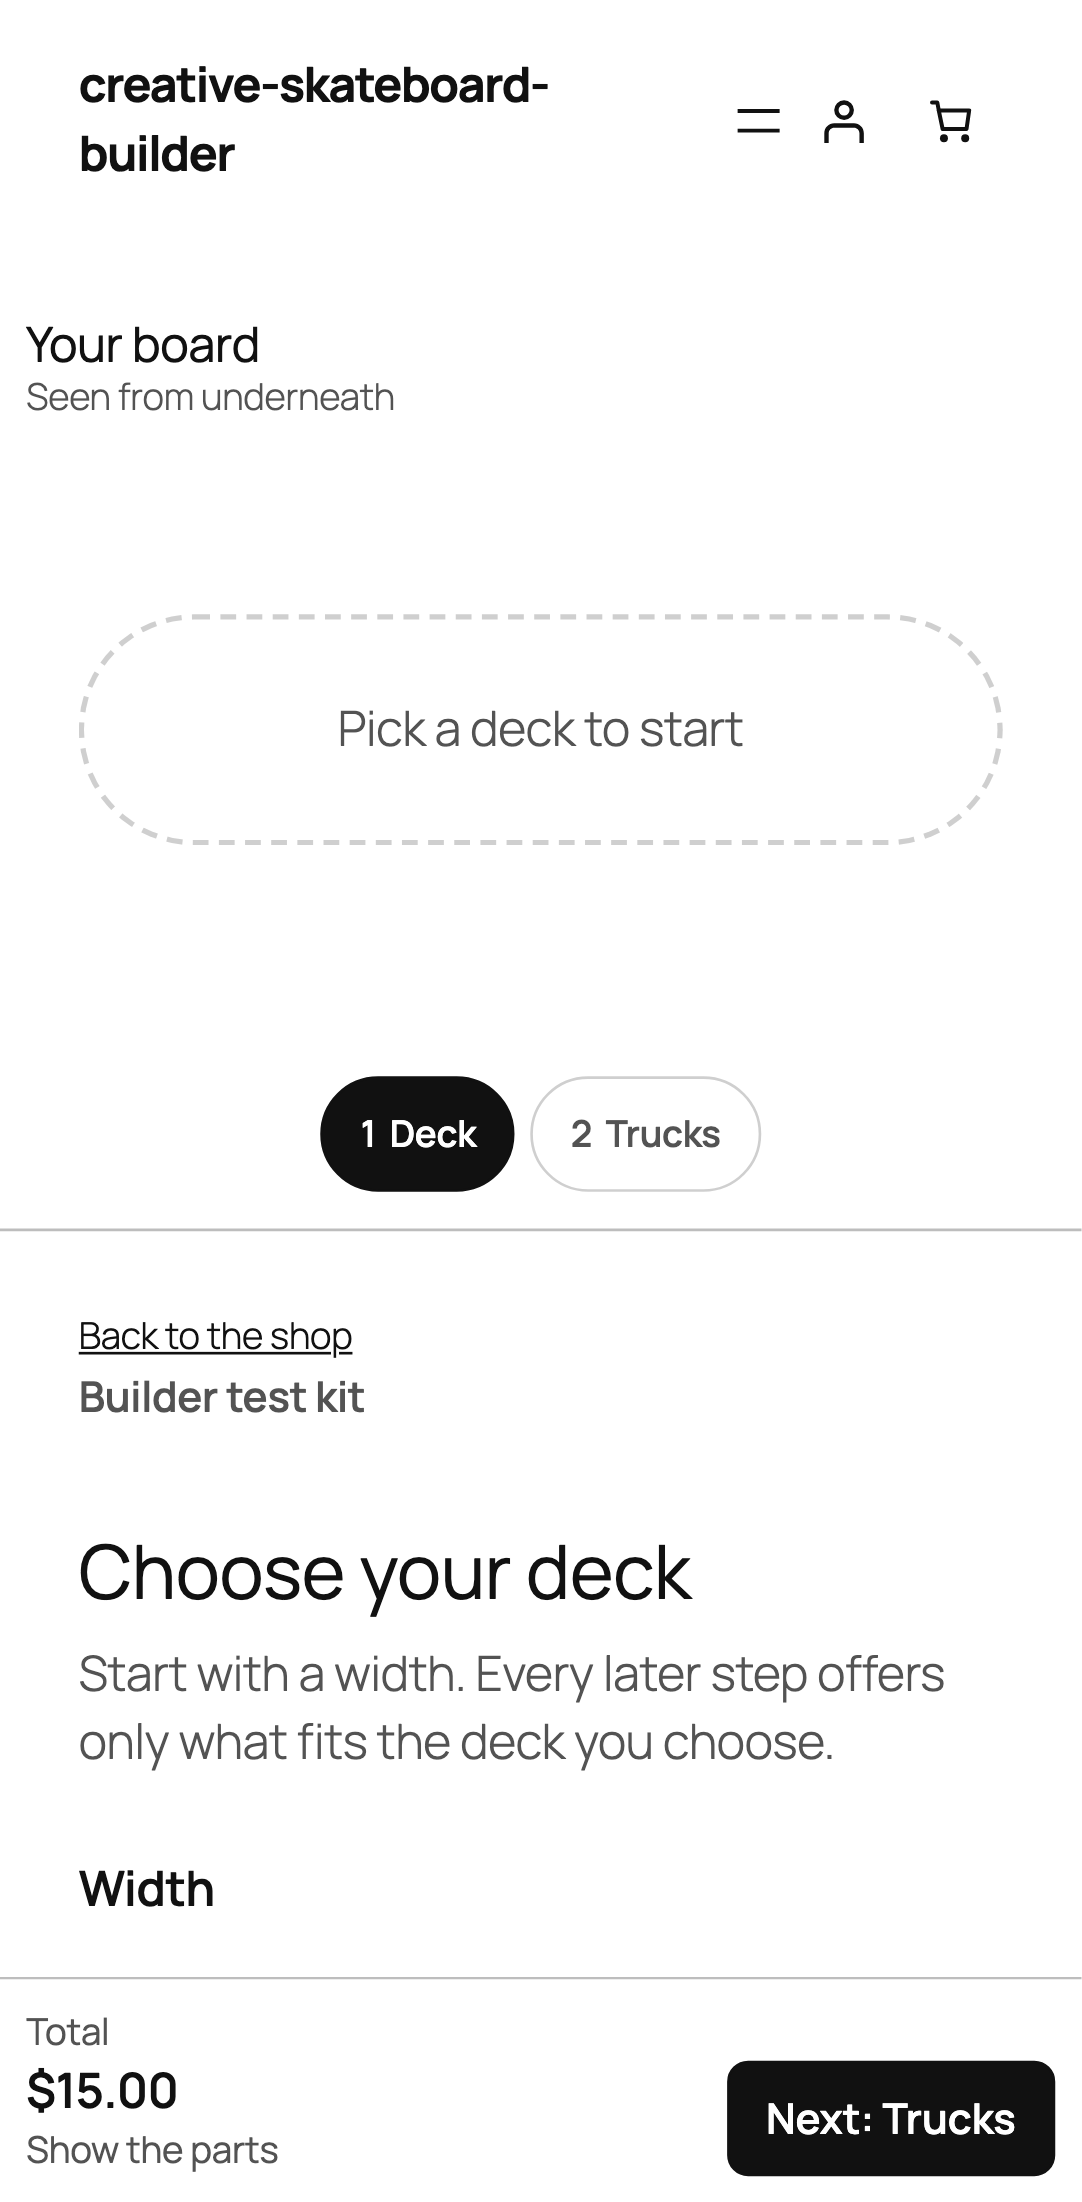 creative-skateboard-
builder
Your board
Seen from underneath
Pick a deck to start
1 Deck
2 Trucks
Back to the shop
Builder test kit
Choose your deck
Start with a width. Every later step offers
only what fits the deck you choose.
Width
Total
$15.00
Show the parts
Next: Trucks